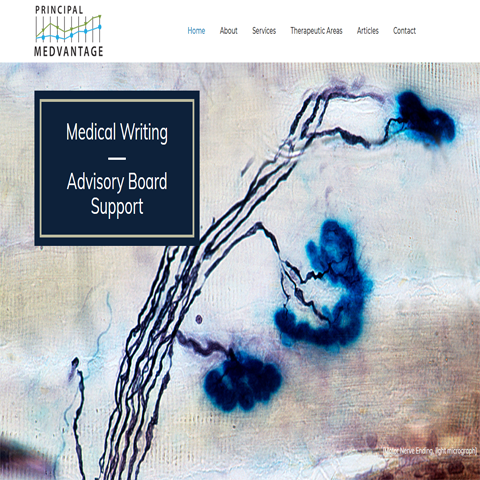 PRINCIPAL
MEDVANTAGE
Home About Services Therapeutic Areas Articles Contact
Medical Writing
—
Advisory Board
Support
(Motor Nerve Ending, light micrograph)